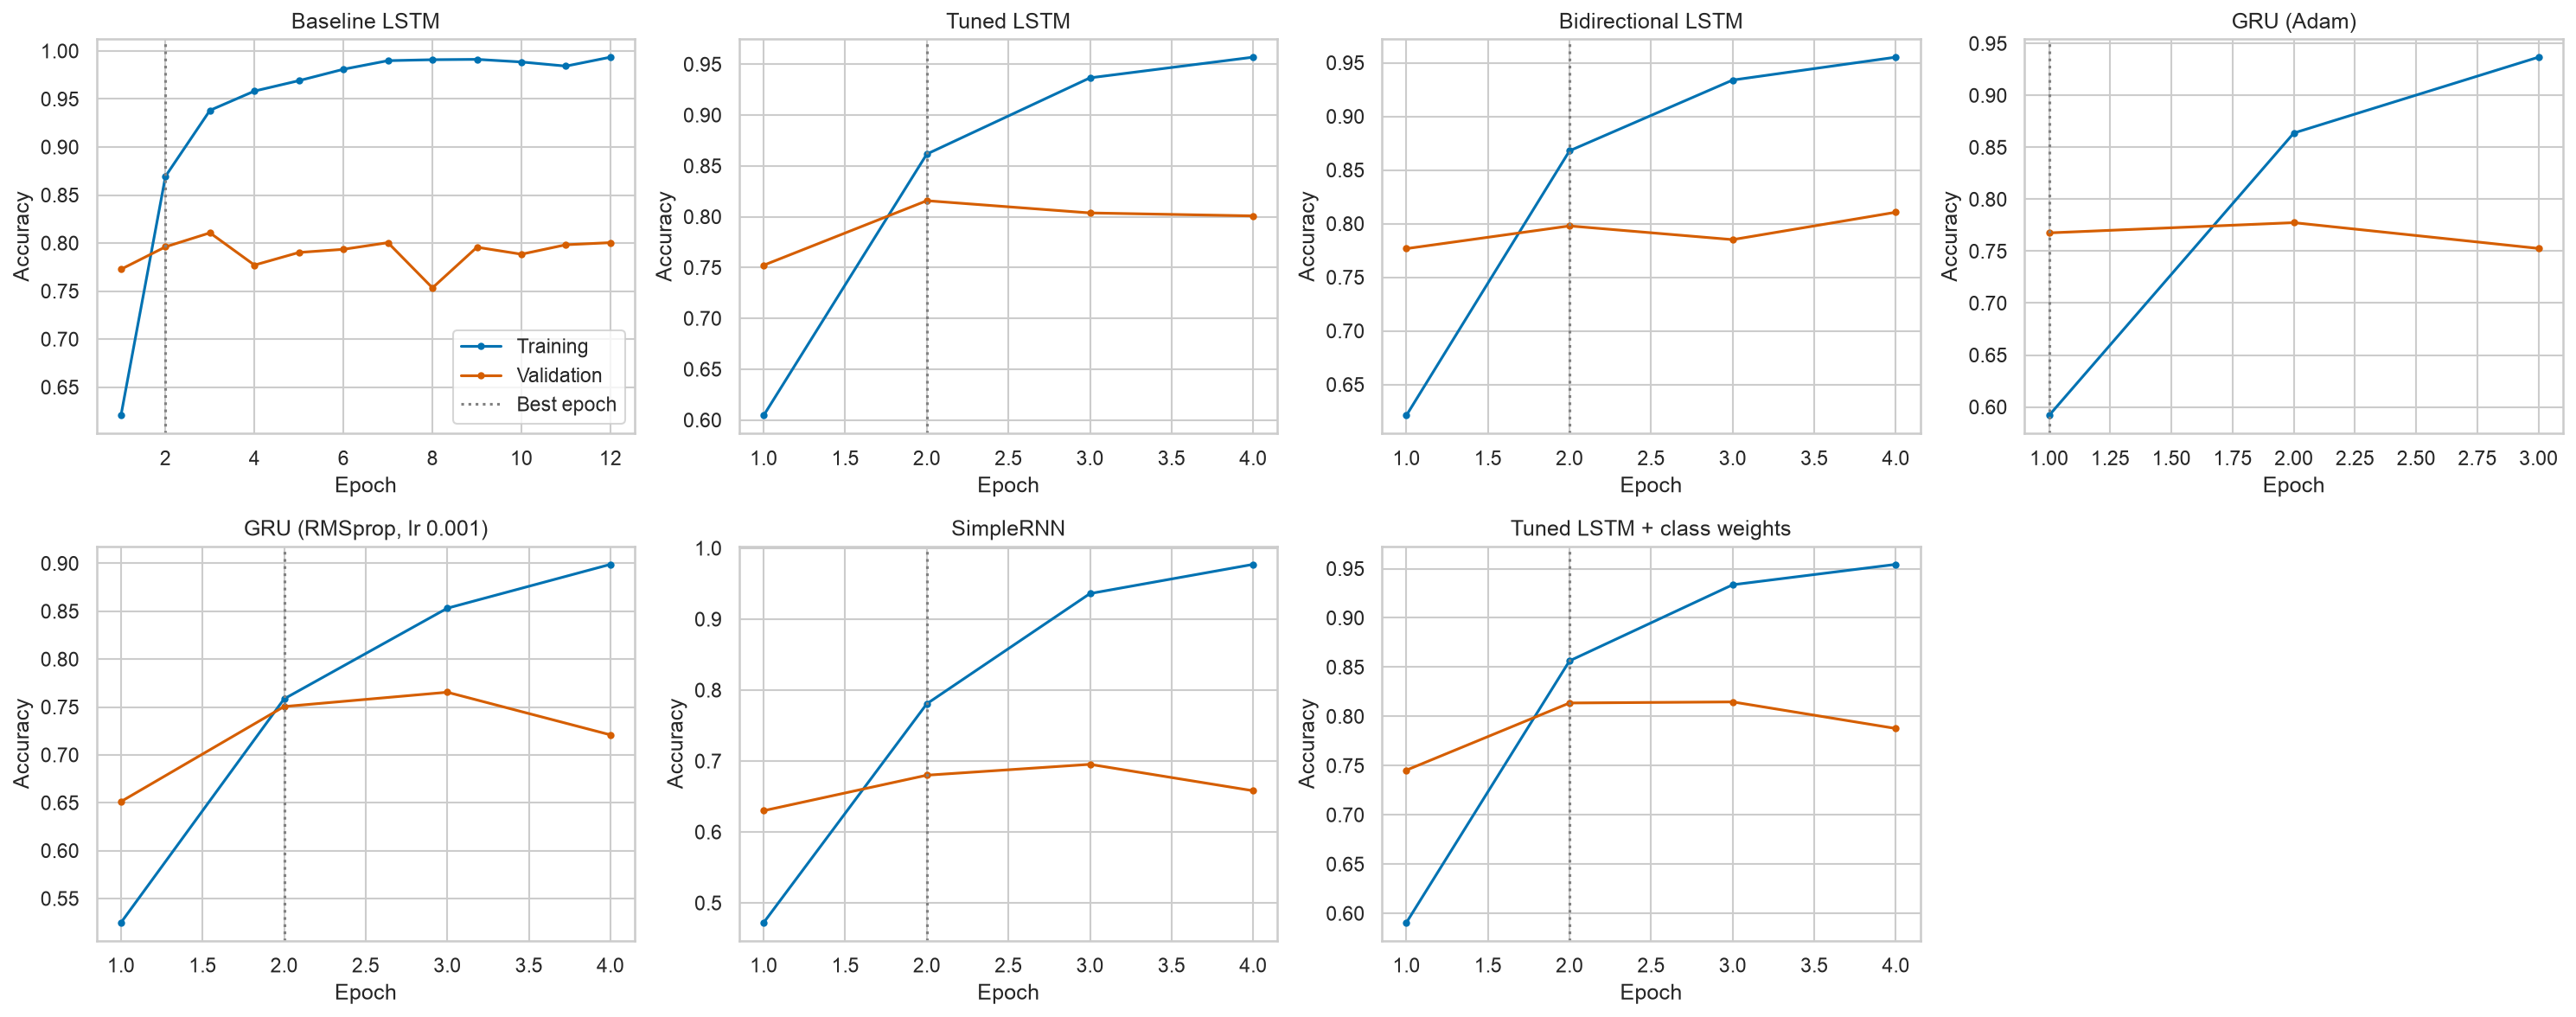 Baseline LSTM
Accuracy
1.00
0.95
0.90
0.85
0.80
0.75
0.70
0.65
Training
Validation
Best epoch
2 4 6 8 10 12
Epoch
Tuned LSTM
Accuracy
0.95
0.90
0.85
0.80
0.75
0.70
0.65
0.60
1.0 1.5 2.0 2.5 3.0 3.5 4.0
Epoch
Bidirectional LSTM
Accuracy
0.95
0.90
0.85
0.80
0.75
0.70
0.65
1.0 1.5 2.0 2.5 3.0 3.5 4.0
Epoch
GRU (Adam)
Accuracy
0.95
0.90
0.85
0.80
0.75
0.70
0.65
0.60
1.00 1.25 1.50 1.75 2.00 2.25 2.50 2.75 3.00
Epoch
GRU (RMSprop, lr 0.001)
Accuracy
0.90
0.85
0.80
0.75
0.70
0.65
0.60
0.55
1.0 1.5 2.0 2.5 3.0 3.5 4.0
Epoch
SimpleRNN
Accuracy
1.0
0.9
0.8
0.7
0.6
0.5
1.0 1.5 2.0 2.5 3.0 3.5 4.0
Epoch
Tuned LSTM + class weights
Accuracy
0.95
0.90
0.85
0.80
0.75
0.70
0.65
0.60
1.0 1.5 2.0 2.5 3.0 3.5 4.0
Epoch